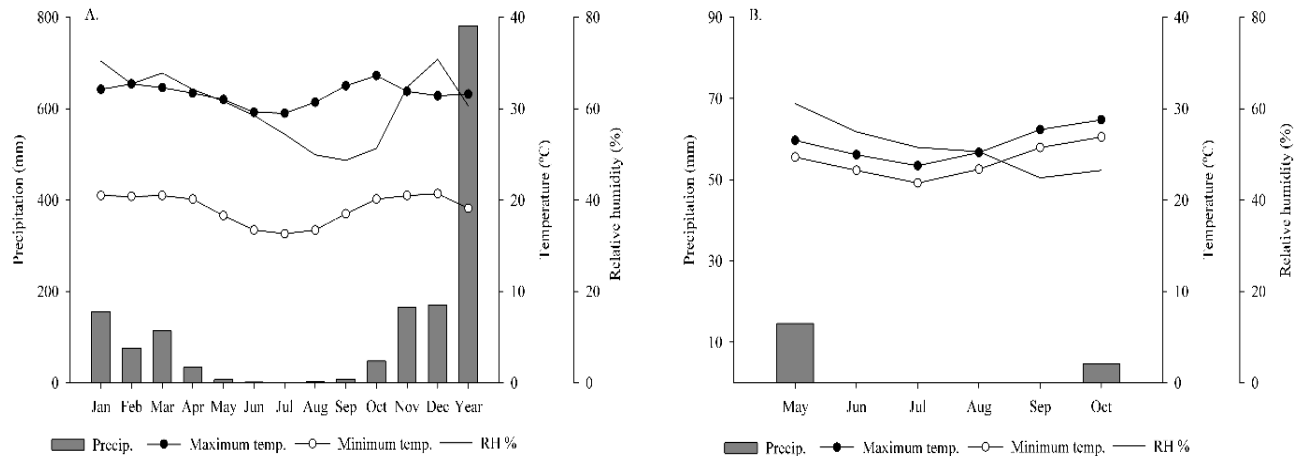 A.
800
600
400
200
0
Precipitation (mm)
40
30
20
10
0
Temperature (°C)
80
60
40
20
0
Relative humidity (%)
Jan Feb Mar Apr May Jun Jul Aug Sep Oct Nov Dec Year
Precip. Maximum temp. Minimum temp. RH %
B.
90
70
50
30
10
Precipitation (mm)
40
30
20
10
0
Temperature (°C)
80
60
40
20
0
Relative humidity (%)
May Jun Jul Aug Sep Oct
Precip. Maximum temp. Minimum temp. RH %